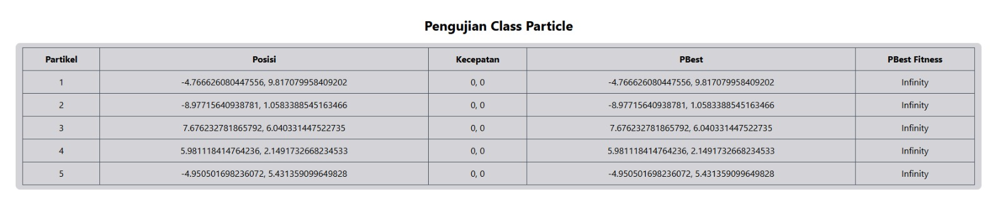 Pengujian Class Particle
Partikel Posisi Kecepatan PBest PBest Fitness
1 -4.766626080447556, 9.817079958409202 0, 0 -4.766626080447556, 9.817079958409202 Infinity
2 -8.97715640938781, 1.0583388545163466 0, 0 -8.97715640938781, 1.0583388545163466 Infinity
3 7.676232781865792, 6.040331447522735 0, 0 7.676232781865792, 6.040331447522735 Infinity
4 5.981118414764236, 2.1491732668234533 0, 0 5.981118414764236, 2.1491732668234533 Infinity
5 -4.950501698236072, 5.431359099649828 0, 0 -4.950501698236072, 5.431359099649828 Infinity